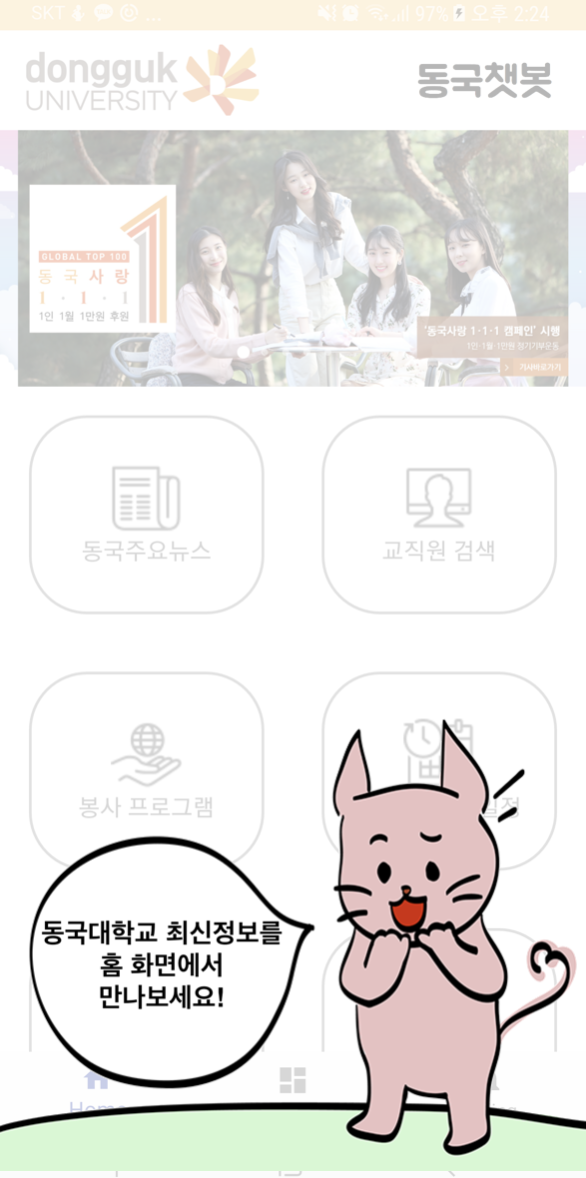 SKT
97% 오후 2:24
dongguk
UNIVERSITY
동국챗봇
GLOBAL TOP 100
동국사랑
1·1·1
1인 1월 1만원 후원
'동국사랑 1·1·1 캠페인' 시행
1인·1월·1만원 정기기부운동
> 기사바로가기
동국주요뉴스
교직원 검색
봉사 프로그램
일정
동국대학교 최신정보를
홈 화면에서
만나보세요!
Home